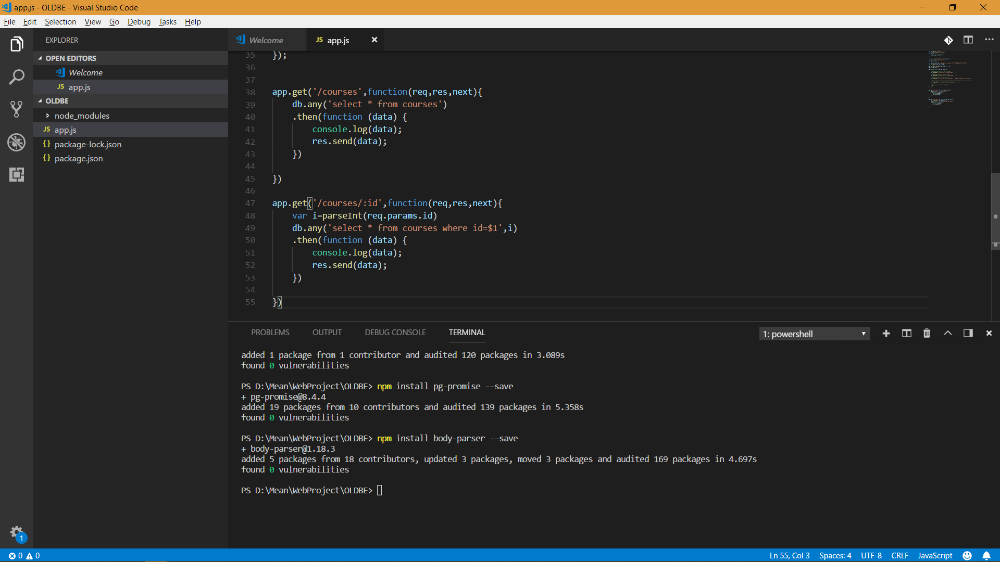 app.js - OLDBE - Visual Studio Code
File Edit Selection View Go Debug Tasks Help
EXPLORER
OPEN EDITORS
Welcome
JS app.js
OLDBE
node_modules
JS app.js
{} package-lock.json
{} package.json
Welcome
JS app.js
35 });
36
37
38 app.get('/courses',function(req,res,next){
39 db.any('select * from courses')
40 .then(function (data) {
41 console.log(data);
42 res.send(data);
43 })
44
45 })
46
47 app.get('/courses/:id',function(req,res,next){
48 var i=parseInt(req.params.id)
49 db.any('select * from courses where id=$1',i)
50 .then(function (data) {
51 console.log(data);
52 res.send(data);
53 })
54
55 })
PROBLEMS OUTPUT DEBUG CONSOLE TERMINAL
1: powershell
added 1 package from 1 contributor and audited 120 packages in 3.089s
found 0 vulnerabilities
PS D:\Mean\WebProject\OLDBE> npm install pg-promise --save
+ pg-promise@8.4.4
added 19 packages from 10 contributors and audited 139 packages in 5.358s
found 0 vulnerabilities
PS D:\Mean\WebProject\OLDBE> npm install body-parser --save
+ body-parser@1.18.3
added 5 packages from 18 contributors, updated 3 packages, moved 3 packages and audited 169 packages in 4.697s
found 0 vulnerabilities
PS D:\Mean\WebProject\OLDBE>
1
0 0
Ln 55, Col 3 Spaces: 4 UTF-8 CRLF JavaScript